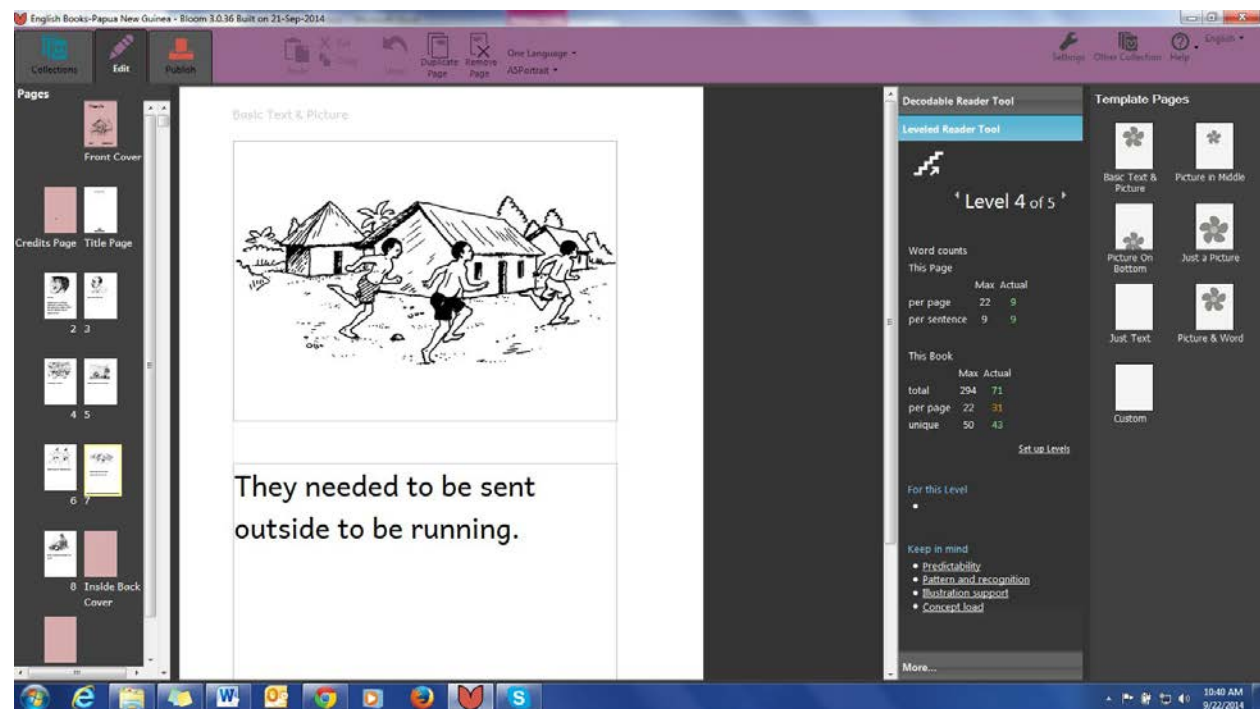 English Books-Papua New Guinea - Bloom 3.0.36 Built on 21-Sep-2014
Collections
Edit
Publish
Paste
Cut
Copy
Undo
Duplicate
Page
Remove
Page
One Language
A5Portrait
Settings
Other Collection
Help
English
Pages
Front Cover
Credits Page
Title Page
2 3
4 5
6 7
8
Inside Back
Cover
Basic Text & Picture
They needed to be sent
outside to be running.
Decodable Reader Tool
Leveled Reader Tool
Level 4 of 5
Word counts
This Page
Max Actual
per page 22 9
per sentence 9 9
This Book
Max Actual
total 294 71
per page 22 31
unique 50 43
Set up Levels
For this Level
Keep in mind
Predictability
Pattern and recognition
Illustration support
Concept load
More...
Template Pages
Basic Text &
Picture
Picture in Middle
Picture On
Bottom
Just a Picture
Just Text
Picture & Word
Custom
10:40 AM
9/22/2014